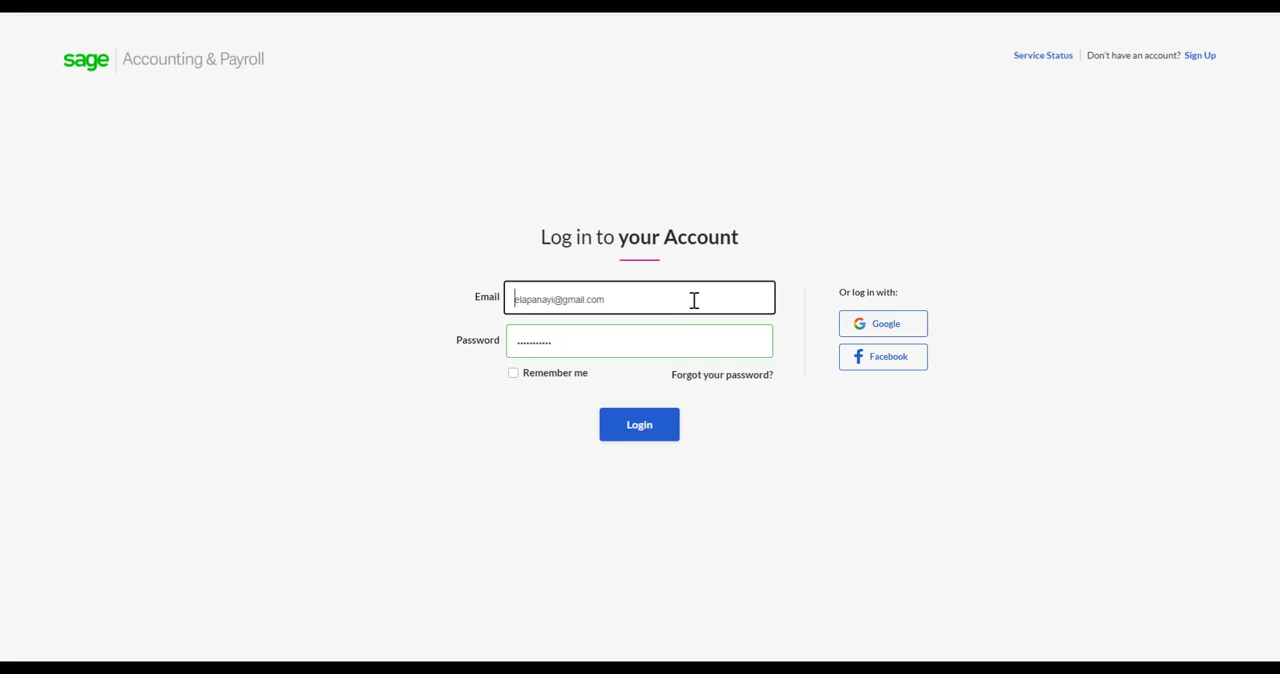 sage Accounting & Payroll
Service Status Don't have an account? Sign Up
Log in to your Account
Email elapanayi@gmail.com
Password •••••••••••
Remember me Forgot your password?
Login
Or log in with:
Google
Facebook